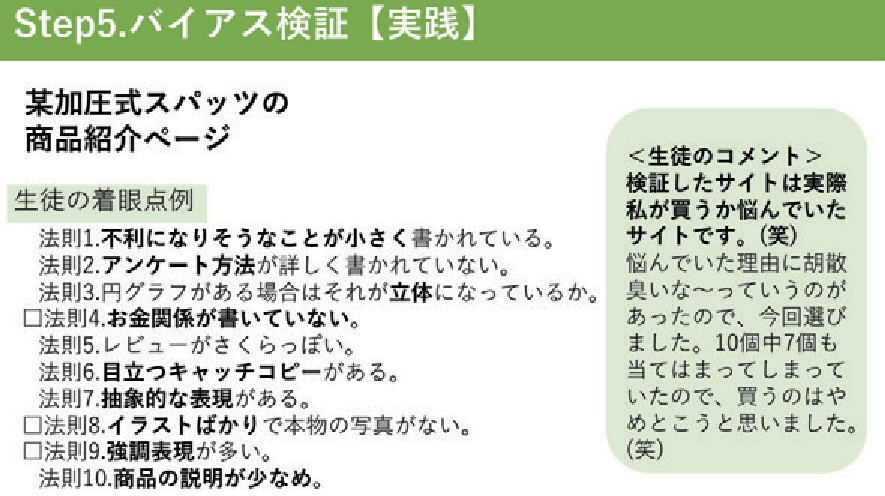 Step5.バイアス検証【実践】
某加圧式スパッツの
商品紹介ページ
生徒の着眼点例
法則1.不利になりそうなことが小さく書かれている。
法則2.アンケート方法が詳しく書かれていない。
法則3.円グラフがある場合はそれが立体になっているか。
□法則4.お金関係が書いていない。
法則5.レビューがさくらっぽい。
法則6.目立つキャッチコピーがある。
法則7.抽象的な表現がある。
□法則8.イラストばかりで本物の写真がない。
□法則9.強調表現が多い。
法則10.商品の説明が少なめ。
＜生徒のコメント＞
検証したサイトは実際
私が買うか悩んでいた
サイトです。(笑)
悩んでいた理由に胡散
臭いな～っていうのが
あったので、今回選び
ました。10個中7個も
当てはまってしまって
いたので、買うのはや
めとこうと思いました。
(笑)